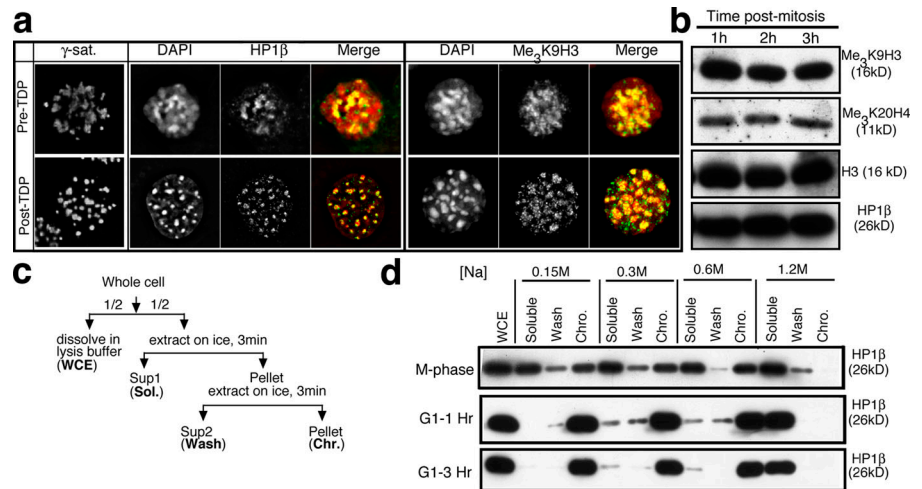 a
γ-sat. DAPI HP1β Merge DAPI Me3K9H3 Merge
Pre-TDP
Post-TDP
b
Time post-mitosis
1h 2h 3h
Me3K9H3
(16kD)
Me3K20H4
(11kD)
H3 (16 kD)
HP1β
(26kD)
c
Whole cell
1/2 1/2
dissolve in
lysis buffer
(WCE)
extract on ice, 3min
Sup1
(Sol.)
Pellet
extract on ice, 3min
Sup2
(Wash)
Pellet
(Chr.)
d
[Na] 0.15M 0.3M 0.6M 1.2M
WCE Soluble Wash Chro. Soluble Wash Chro. Soluble Wash Chro. Soluble Wash Chro.
M-phase HP1β
(26kD)
G1-1 Hr HP1β
(26kD)
G1-3 Hr HP1β
(26kD)